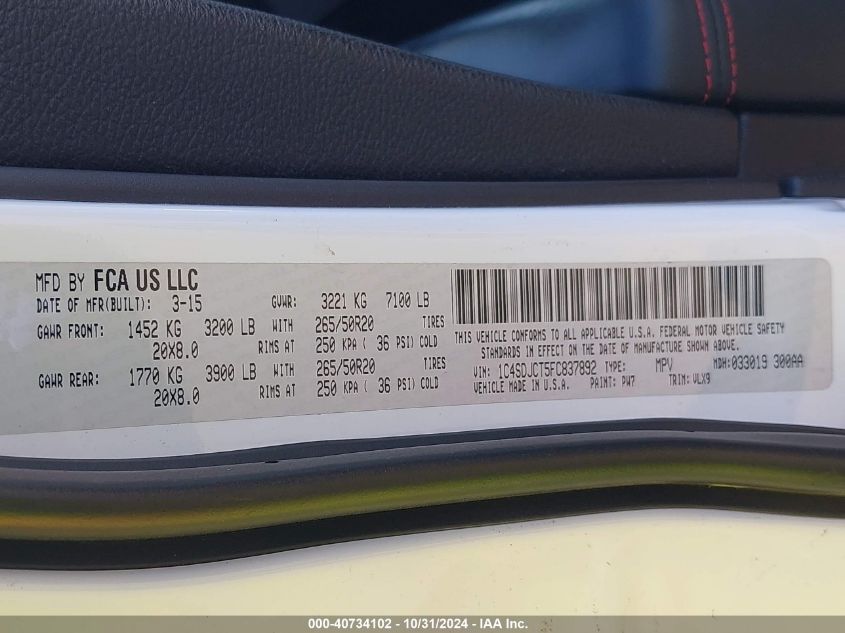 MFD BY FCA US LLC
DATE OF MFR(BUILT): 3-15 GVWR: 3221 KG 7100 LB
GAWR FRONT: 1452 KG 3200 LB WITH 265/50R20 TIRES
20X8.0 RIMS AT 250 KPA ( 36 PSI) COLD
GAWR REAR: 1770 KG 3900 LB WITH 265/50R20 TIRES
20X8.0 RIMS AT 250 KPA ( 36 PSI) COLD
THIS VEHICLE CONFORMS TO ALL APPLICABLE U.S.A. FEDERAL MOTOR VEHICLE SAFETY
STANDARDS IN EFFECT ON THE DATE OF MANUFACTURE SHOWN ABOVE.
VIN: 1C4SDJCT5FC837892 TYPE: MPV MDH:033019 300AA
VEHICLE MADE IN U.S.A. PAINT: PW7 TRIM: VLX9
000-40734102 - 10/31/2024 - IAA Inc.